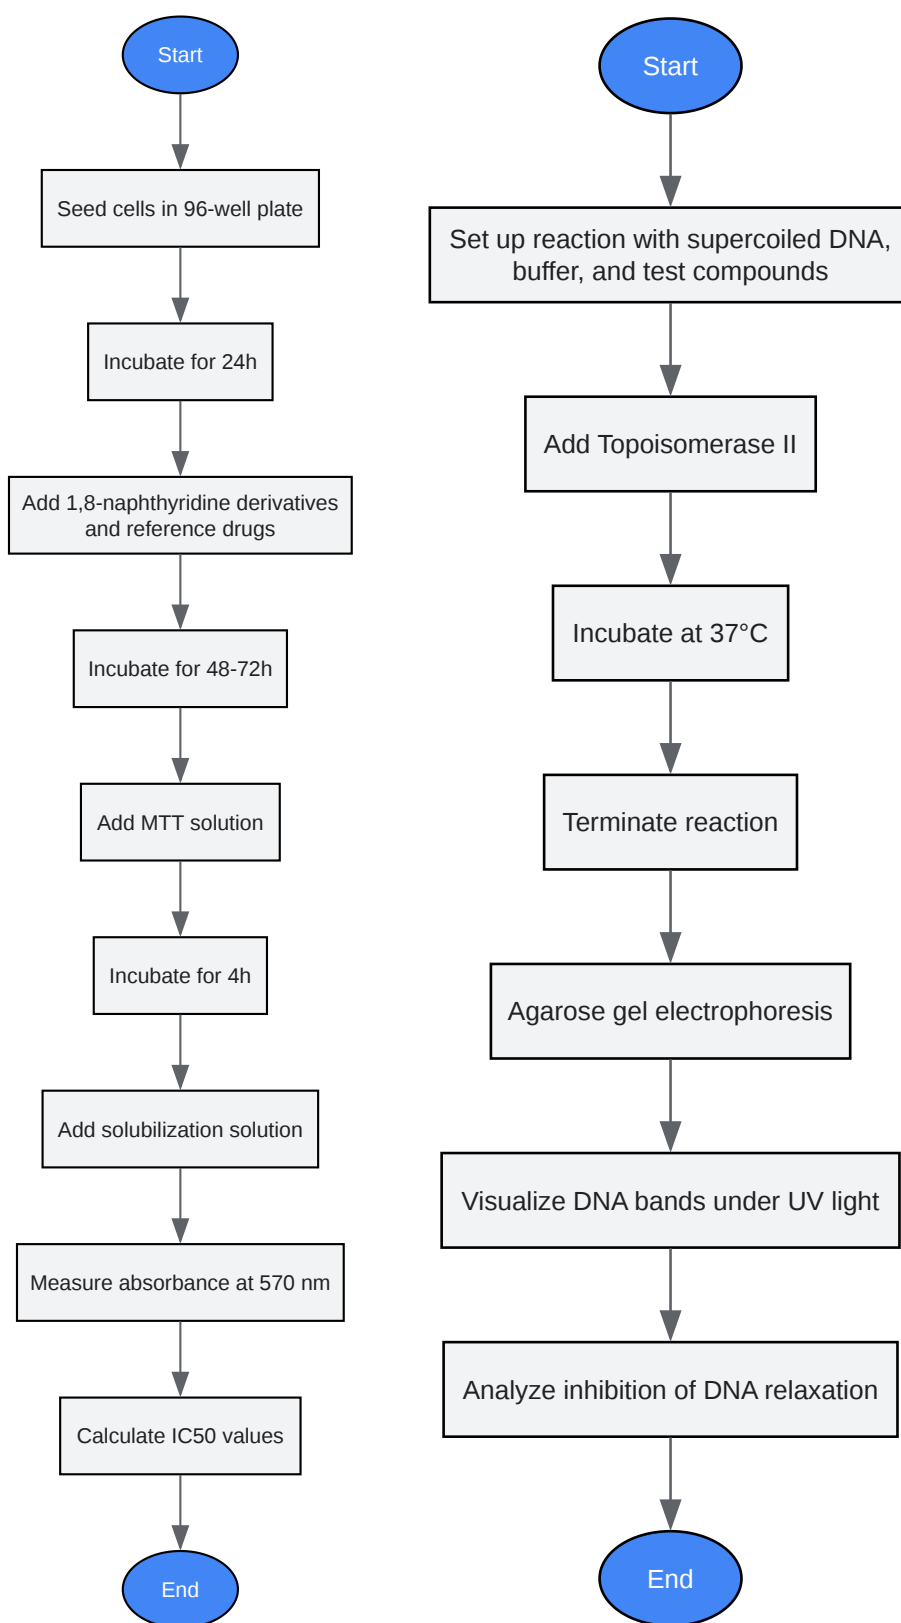 Start
Seed cells in 96-well plate
Incubate for 24h
Add 1,8-naphthyridine derivatives
and reference drugs
Incubate for 48-72h
Add MTT solution
Incubate for 4h
Add solubilization solution
Measure absorbance at 570 nm
Calculate IC50 values
End
Start
Set up reaction with supercoiled DNA,
buffer, and test compounds
Add Topoisomerase II
Incubate at 37°C
Terminate reaction
Agarose gel electrophoresis
Visualize DNA bands under UV light
Analyze inhibition of DNA relaxation
End